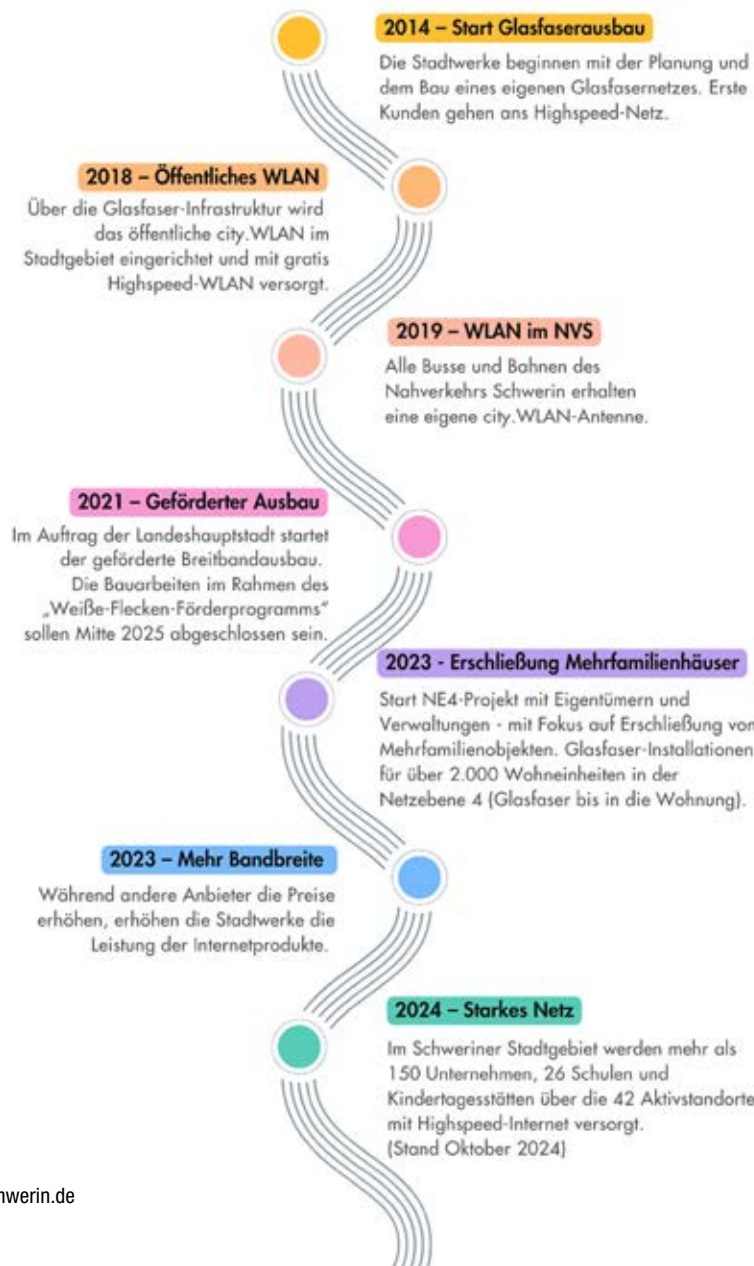 2014 – Start Glasfaserausbau
Die Stadtwerke beginnen mit der Planung und
dem Bau eines eigenen Glasfasernetzes. Erste
Kunden gehen ans Highspeed-Netz.
2018 – Öffentliches WLAN
Über die Glasfaser-Infrastruktur wird
das öffentliche city.WLAN im
Stadtgebiet eingerichtet und mit gratis
Highspeed-WLAN versorgt.
2019 – WLAN im NVS
Alle Busse und Bahnen des
Nahverkehrs Schwerin erhalten
eine eigene city.WLAN-Antenne.
2021 – Geförderter Ausbau
Im Auftrag der Landeshauptstadt startet
der geförderte Breitbandausbau.
Die Bauarbeiten im Rahmen des
„Weiße-Flecken-Förderprogramms“
sollen Mitte 2025 abgeschlossen sein.
2023 - Erschließung Mehrfamilienhäuser
Start NE4-Projekt mit Eigentümern und
Verwaltungen - mit Fokus auf Erschließung von
Mehrfamilienobjekten. Glasfaser-Installationen
für über 2.000 Wohneinheiten in der
Netzebene 4 (Glasfaser bis in die Wohnung).
2023 – Mehr Bandbreite
Während andere Anbieter die Preise
erhöhen, erhöhen die Stadtwerke die
Leistung der Internetprodukte.
2024 – Starkes Netz
Im Schweriner Stadtgebiet werden mehr als
150 Unternehmen, 26 Schulen und
Kindertagesstätten über die 42 Aktivstandorte
mit Highspeed-Internet versorgt.
(Stand Oktober 2024)
hwerin.de